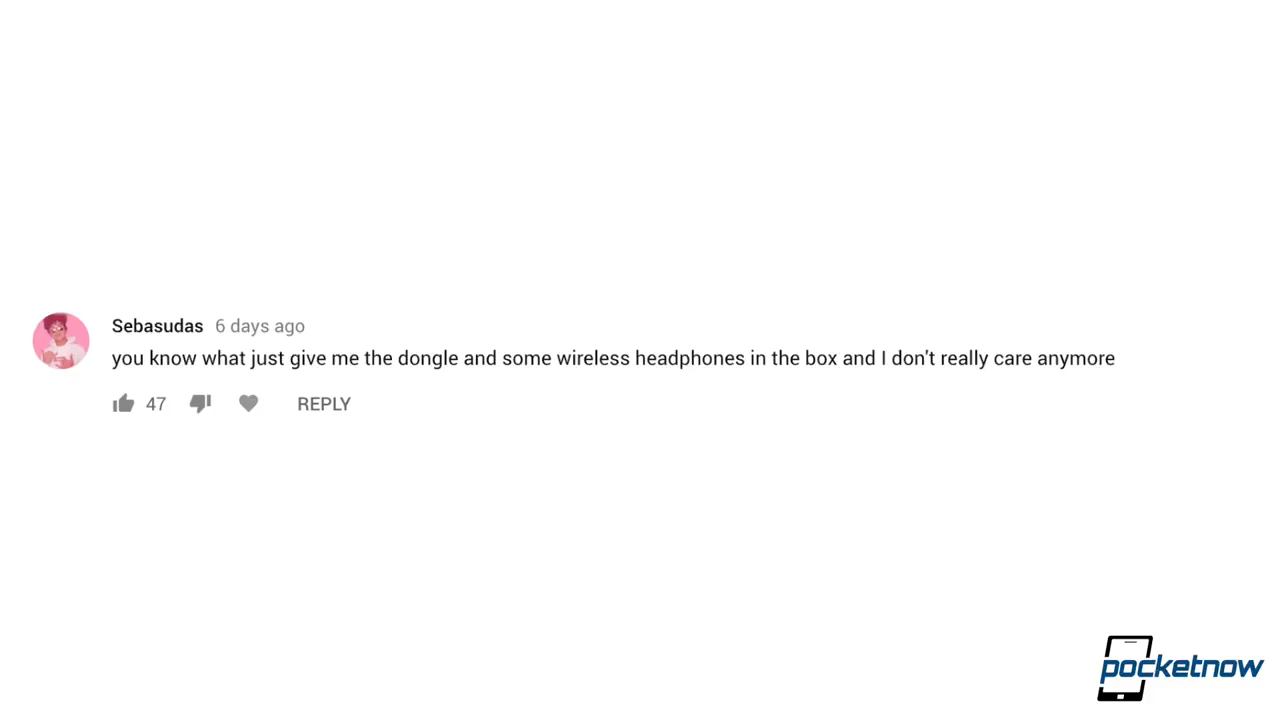 Sebasudas 6 days ago
you know what just give me the dongle and some wireless headphones in the box and I don't really care anymore
47 REPLY
pocketnow